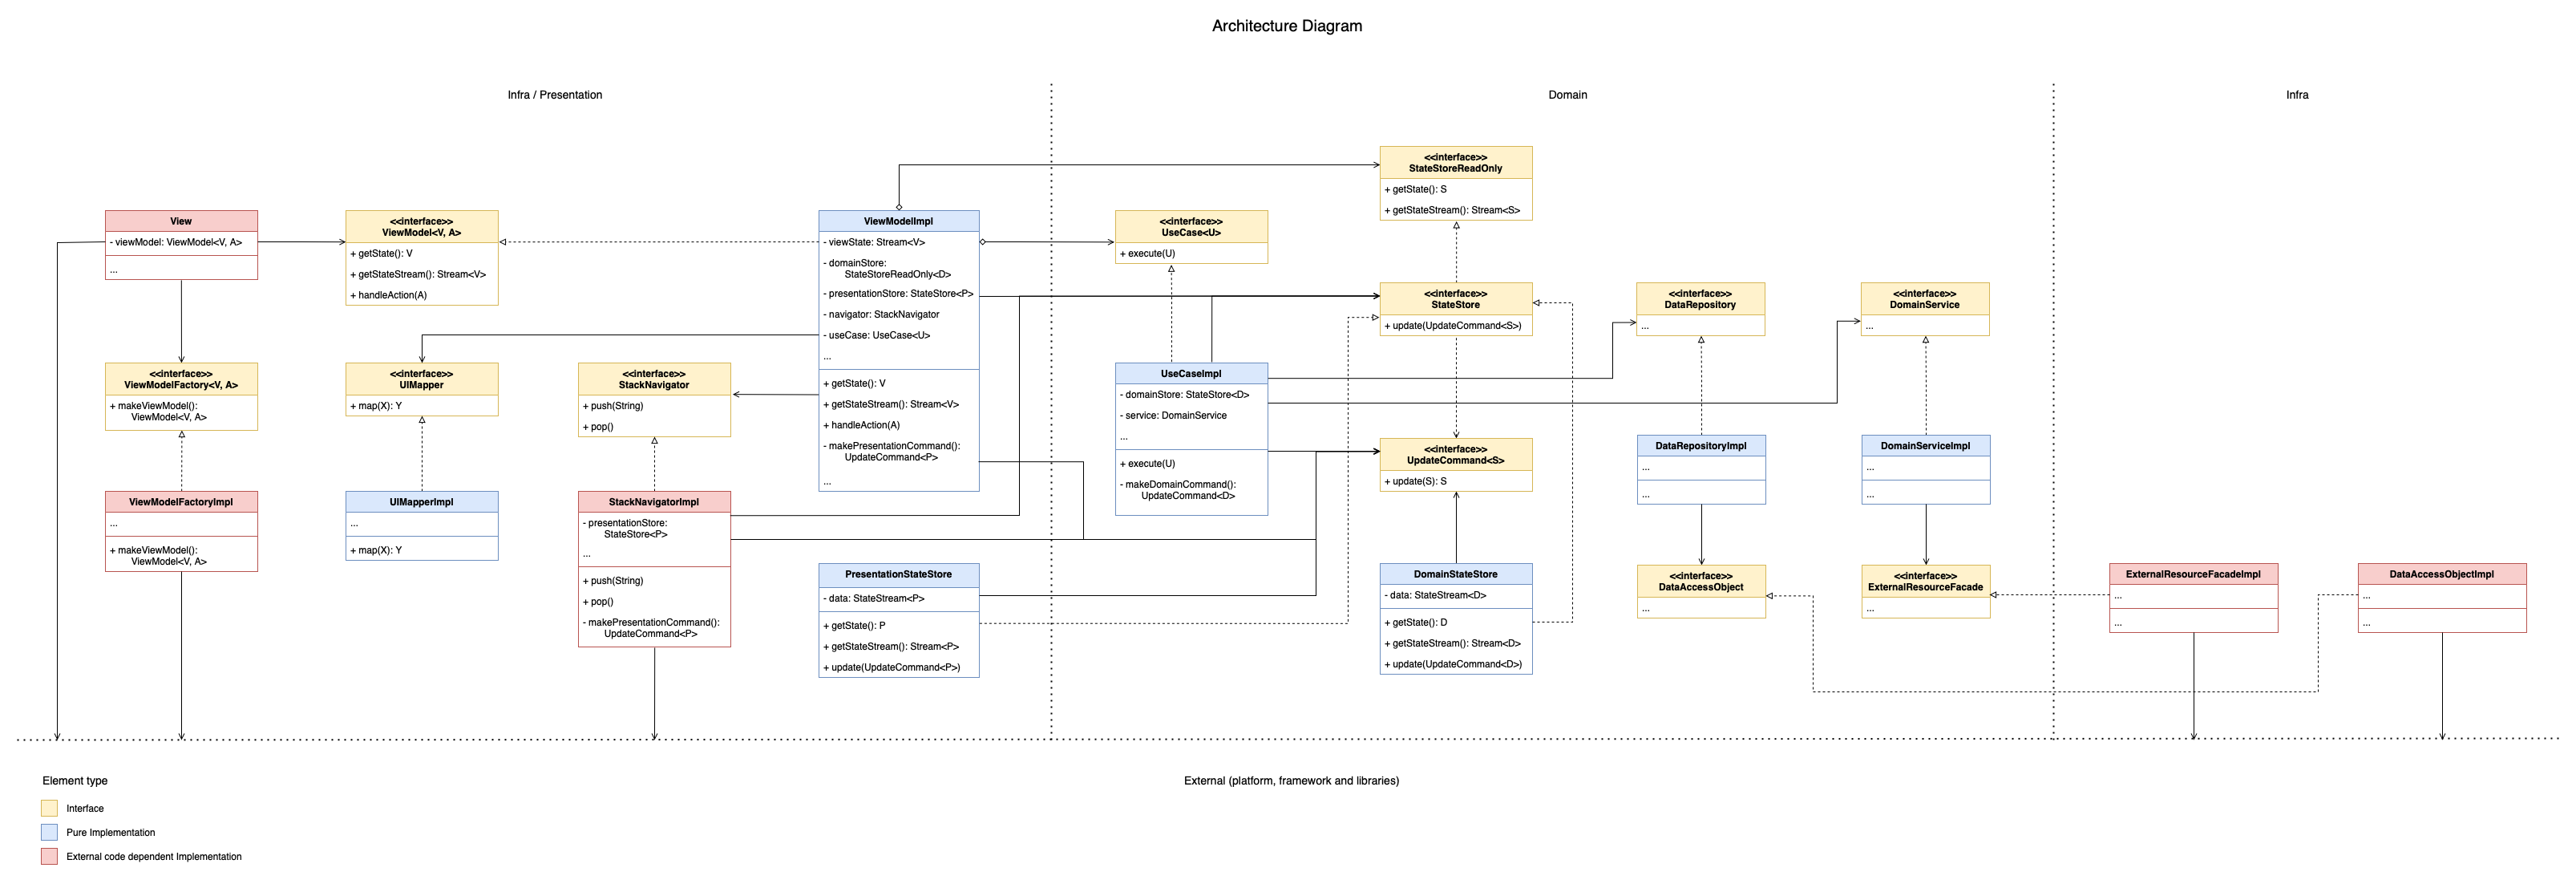 Architecture Diagram
Infra / Presentation
Domain
Infra
View
- viewModel: ViewModel<V, A>
...
<<interface>>
ViewModel<V, A>
+ getState(): V
+ getStateStream(): Stream<V>
+ handleAction(A)
<<interface>>
ViewModelFactory<V, A>
+ makeViewModel():
ViewModel<V, A>
<<interface>>
UIMapper
+ map(X): Y
<<interface>>
StackNavigator
+ push(String)
+ pop()
ViewModelFactoryImpl
...
+ makeViewModel():
ViewModel<V, A>
UIMapperImpl
...
+ map(X): Y
StackNavigatorImpl
- presentationStore:
StateStore<P>
...
+ push(String)
+ pop()
- makePresentationCommand():
UpdateCommand<P>
ViewModelImpl
- viewState: Stream<V>
- domainStore:
StateStoreReadOnly<D>
- presentationStore: StateStore<P>
- navigator: StackNavigator
- useCase: UseCase<U>
...
+ getState(): V
+ getStateStream(): Stream<V>
+ handleAction(A)
- makePresentationCommand():
UpdateCommand<P>
...
PresentationStateStore
- data: StateStream<P>
+ getState(): P
+ getStateStream(): Stream<P>
+ update(UpdateCommand<P>)
<<interface>>
UseCase<U>
+ execute(U)
UseCaseImpl
- domainStore: StateStore<D>
- service: DomainService
...
+ execute(U)
- makeDomainCommand():
UpdateCommand<D>
<<interface>>
StateStoreReadOnly
+ getState(): S
+ getStateStream(): Stream<S>
<<interface>>
StateStore
+ update(UpdateCommand<S>)
<<interface>>
UpdateCommand<S>
+ update(S): S
DomainStateStore
- data: StateStream<D>
+ getState(): D
+ getStateStream(): Stream<D>
+ update(UpdateCommand<D>)
<<interface>>
DataRepository
...
<<interface>>
DomainService
...
DataRepositoryImpl
...
...
DomainServiceImpl
...
...
<<interface>>
DataAccessObject
...
<<interface>>
ExternalResourceFacade
...
ExternalResourceFacadeImpl
...
...
DataAccessObjectImpl
...
...
Element type
Interface
Pure Implementation
External code dependent Implementation
External (platform, framework and libraries)